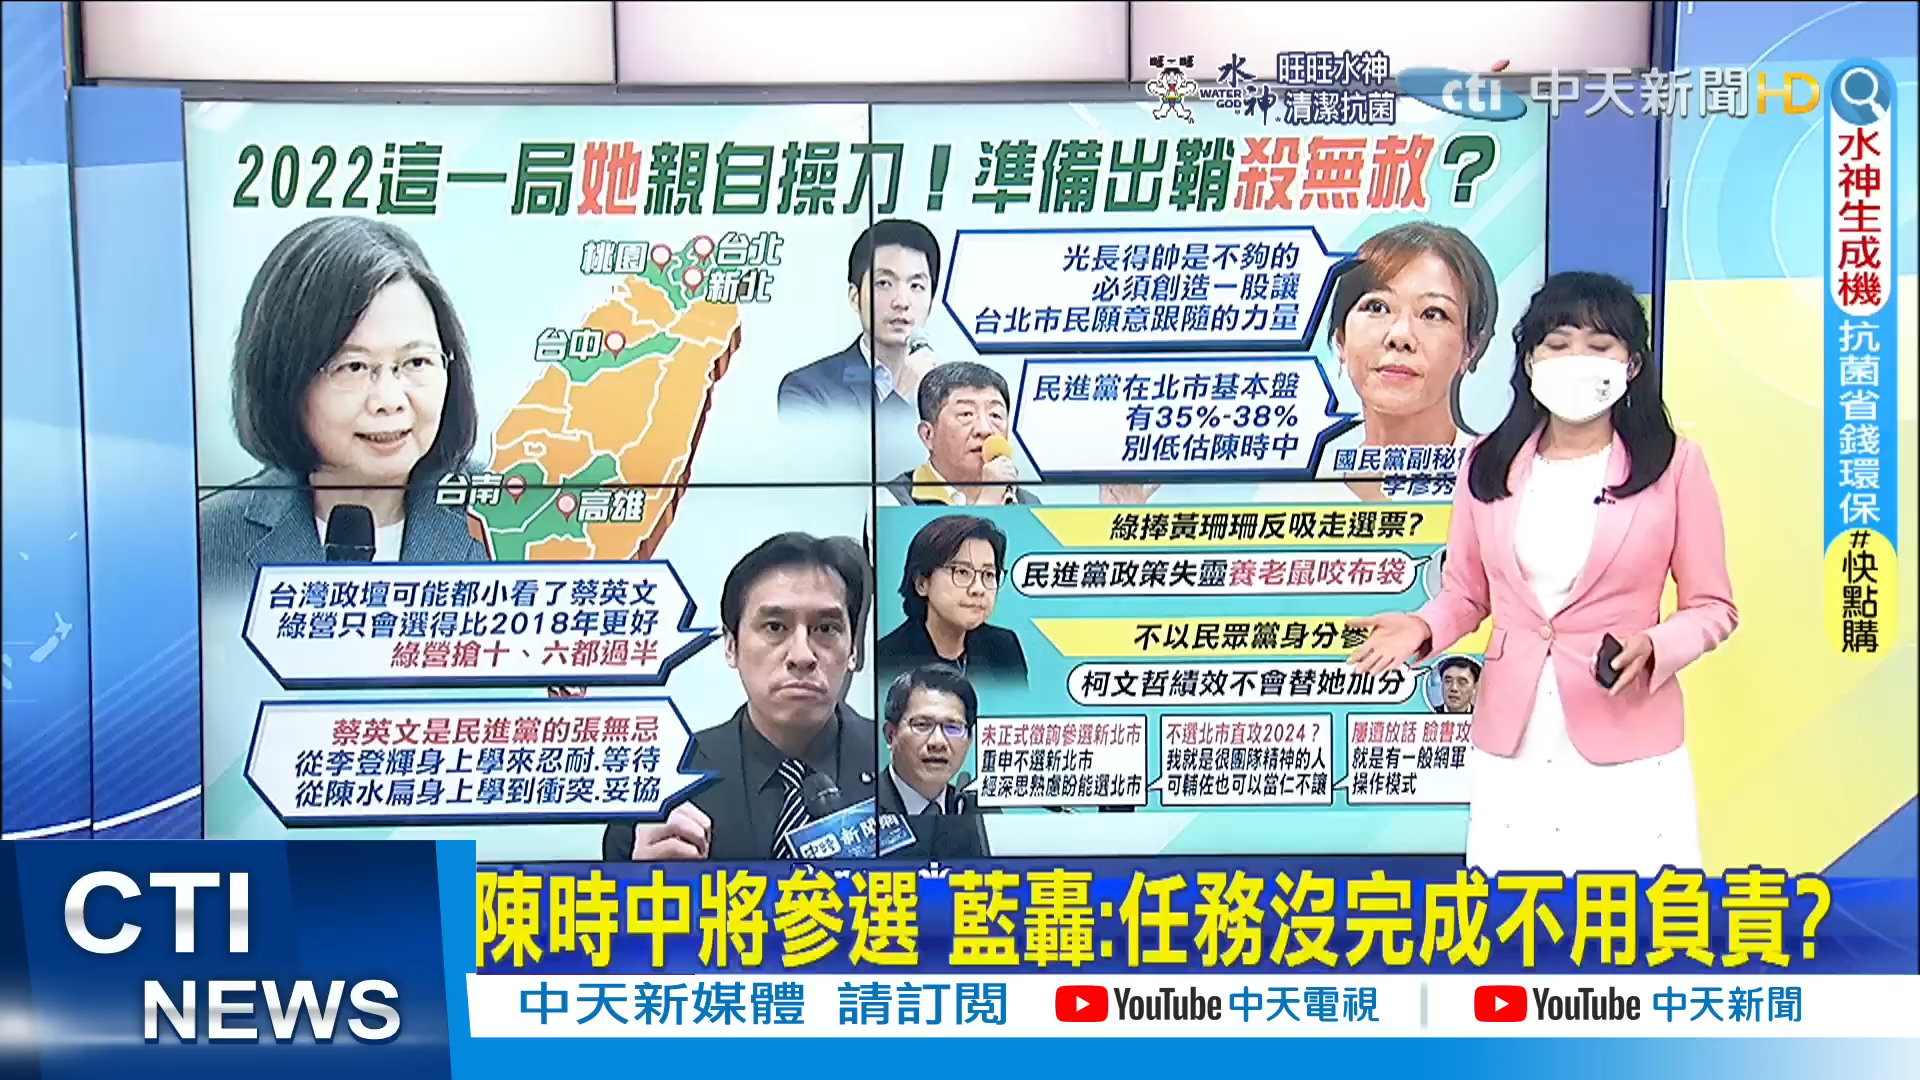 旺旺
水神
WATER GOD
旺旺水神
清潔抗菌
cti 中天新聞HD
水神生成機
抗菌省錢環保
#快點購
2022這一局她親自操刀！準備出鞘殺無赦？
桃園
台北
新北
台中
台南
高雄
光長得帥是不夠的
必須創造一股讓
台北市民願意跟隨的力量
民進黨在北市基本盤
有35%-38%
別低估陳時中
國民黨副秘
李彥秀
台灣政壇可能都小看了蔡英文
綠營只會選得比2018年更好
綠營搶十、六都過半
蔡英文是民進黨的張無忌
從李登輝身上學來忍耐.等待
從陳水扁身上學到衝突.妥協
中時新聞網
綠捧黃珊珊反吸走選票?
民進黨政策失靈養老鼠咬布袋
不以民眾黨身分參
柯文哲績效不會替她加分
未正式徵詢參選新北市
重申不選新北市
經深思熟慮盼能選北市
不選北市直攻2024？
我就是很團隊精神的人
可輔佐也可以當仁不讓
屢遭放話 臉書攻
就是有一般網軍
操作模式
CTI
NEWS
陳時中將參選 藍轟:任務沒完成不用負責?
中天新媒體 請訂閱 YouTube 中天電視 | YouTube 中天新聞